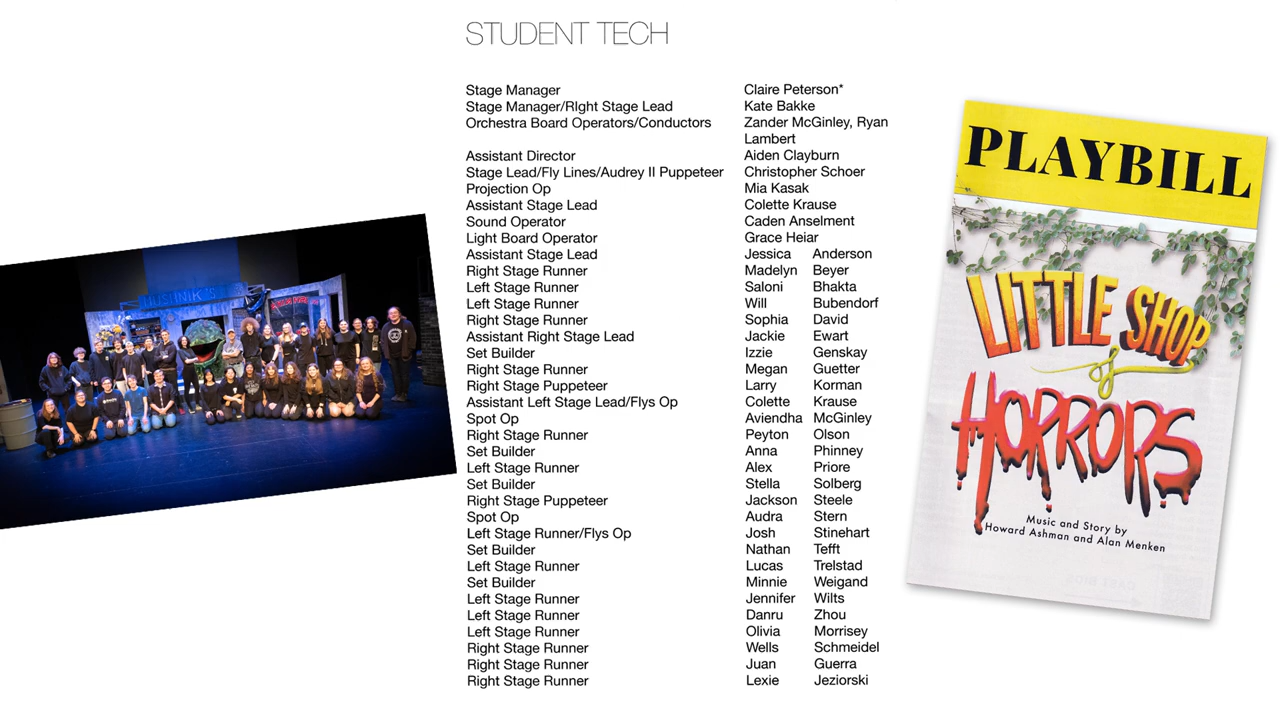 STUDENT TECH
Stage Manager Claire Peterson*
Stage Manager/RIght Stage Lead Kate Bakke
Orchestra Board Operators/Conductors Zander McGinley, Ryan
Lambert
Assistant Director Aiden Clayburn
Stage Lead/Fly Lines/Audrey II Puppeteer Christopher Schoer
Projection Op Mia Kasak
Assistant Stage Lead Colette Krause
Sound Operator Caden Anselment
Light Board Operator Grace Heiar
Assistant Stage Lead Jessica Anderson
Right Stage Runner Madelyn Beyer
Left Stage Runner Saloni Bhakta
Left Stage Runner Will Bubendorf
Right Stage Runner Sophia David
Assistant Right Stage Lead Jackie Ewart
Set Builder Izzie Genskay
Right Stage Runner Megan Guetter
Right Stage Puppeteer Larry Korman
Assistant Left Stage Lead/Flys Op Colette Krause
Spot Op Aviendha McGinley
Right Stage Runner Peyton Olson
Set Builder Anna Phinney
Left Stage Runner Alex Priore
Set Builder Stella Solberg
Right Stage Puppeteer Jackson Steele
Spot Op Audra Stern
Left Stage Runner/Flys Op Josh Stinehart
Set Builder Nathan Tefft
Left Stage Runner Lucas Trelstad
Set Builder Minnie Weigand
Left Stage Runner Jennifer Wilts
Left Stage Runner Danru Zhou
Left Stage Runner Olivia Morrisey
Right Stage Runner Wells Schmeidel
Right Stage Runner Juan Guerra
Right Stage Runner Lexie Jeziorski
PLAYBILL
LITTLE SHOP
of
HORRORS
Music and Story by
Howard Ashman and Alan Menken